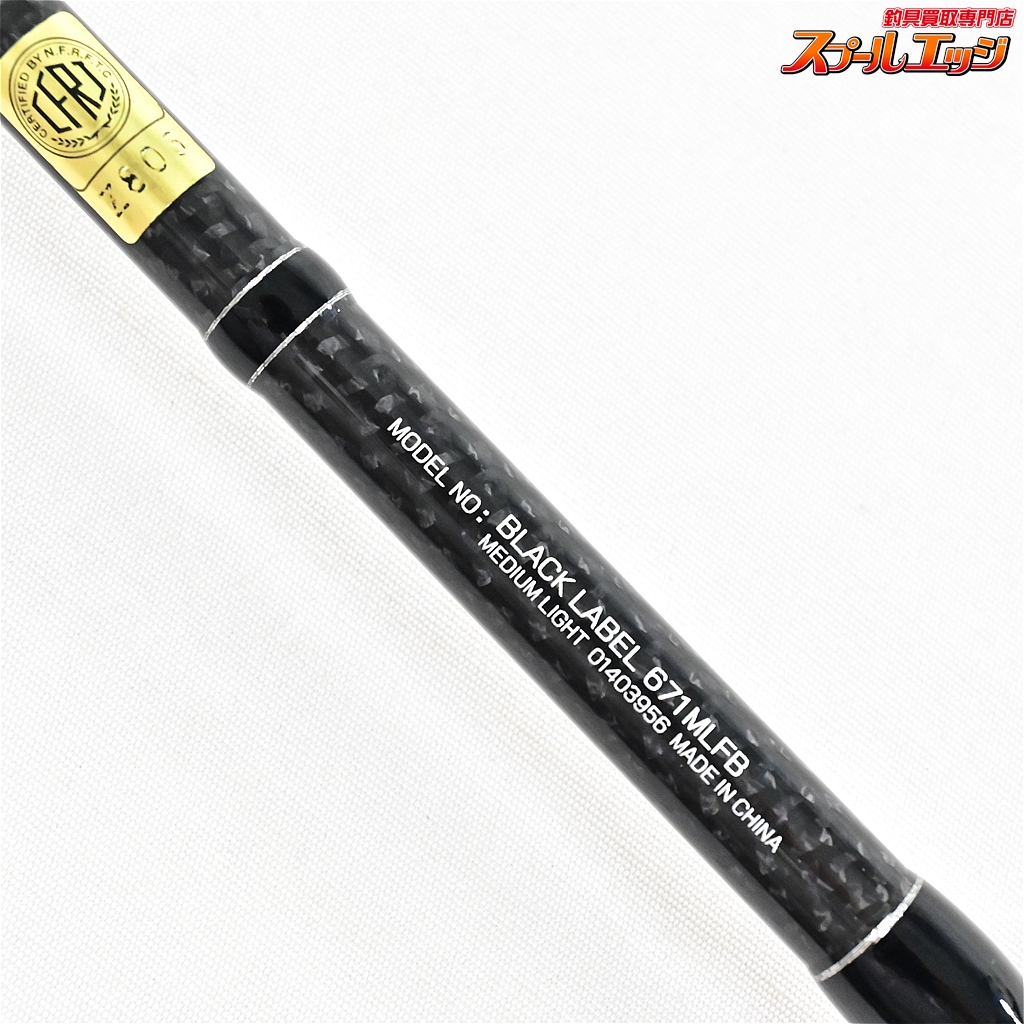 釣具買取専門店
スプールエッジ
CERTIFIED BY N.F.R.F.T.C.
CFRJ
MODEL NO: BLACK LABEL 671MLFB
MEDIUM LIGHT 01403956 MADE IN CHINA